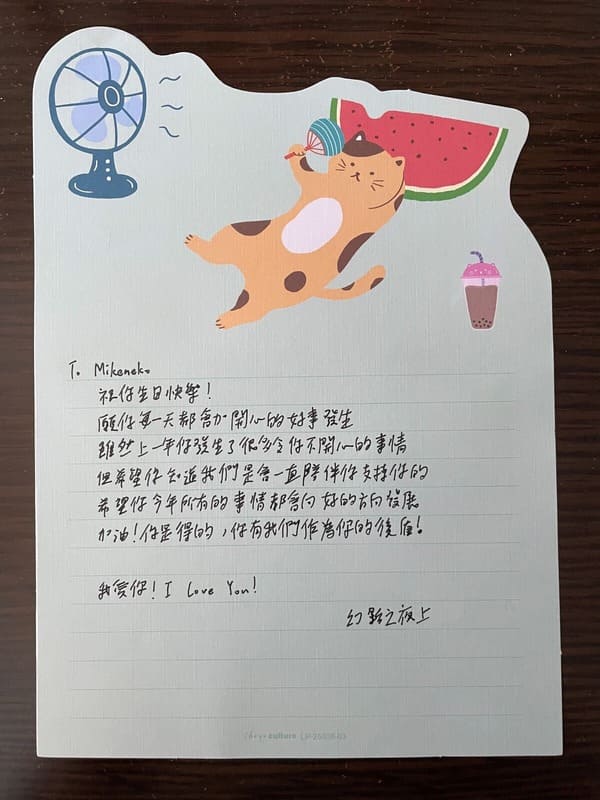 To Mikeneko
祝你生日快樂！
願你每一天都會有開心的好事發生
雖然上一年你發生了很多令你不開心的事情
但希望你知道我們是會一直陪伴你支持你的
希望你今年所有的事情都會向好的方向發展
加油！你是得的，你有我們作為你的後盾！
我愛你！I Love You!
幻之夜上
culture